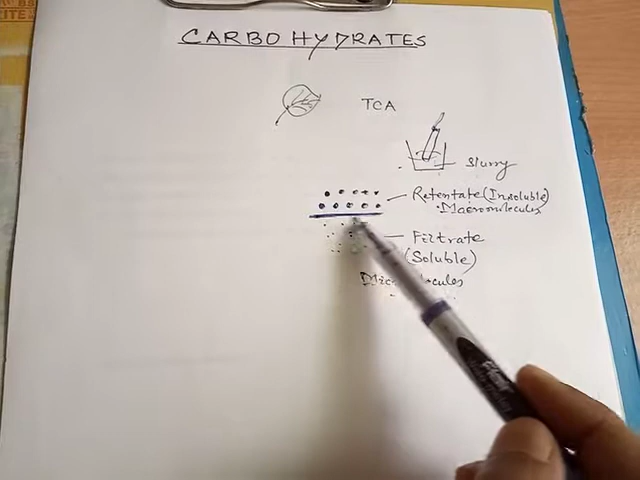 CARBOHYDRATES
TCA
Slurry
Retentate (Insoluble)
Macromolecules
Filtrate
(Soluble)